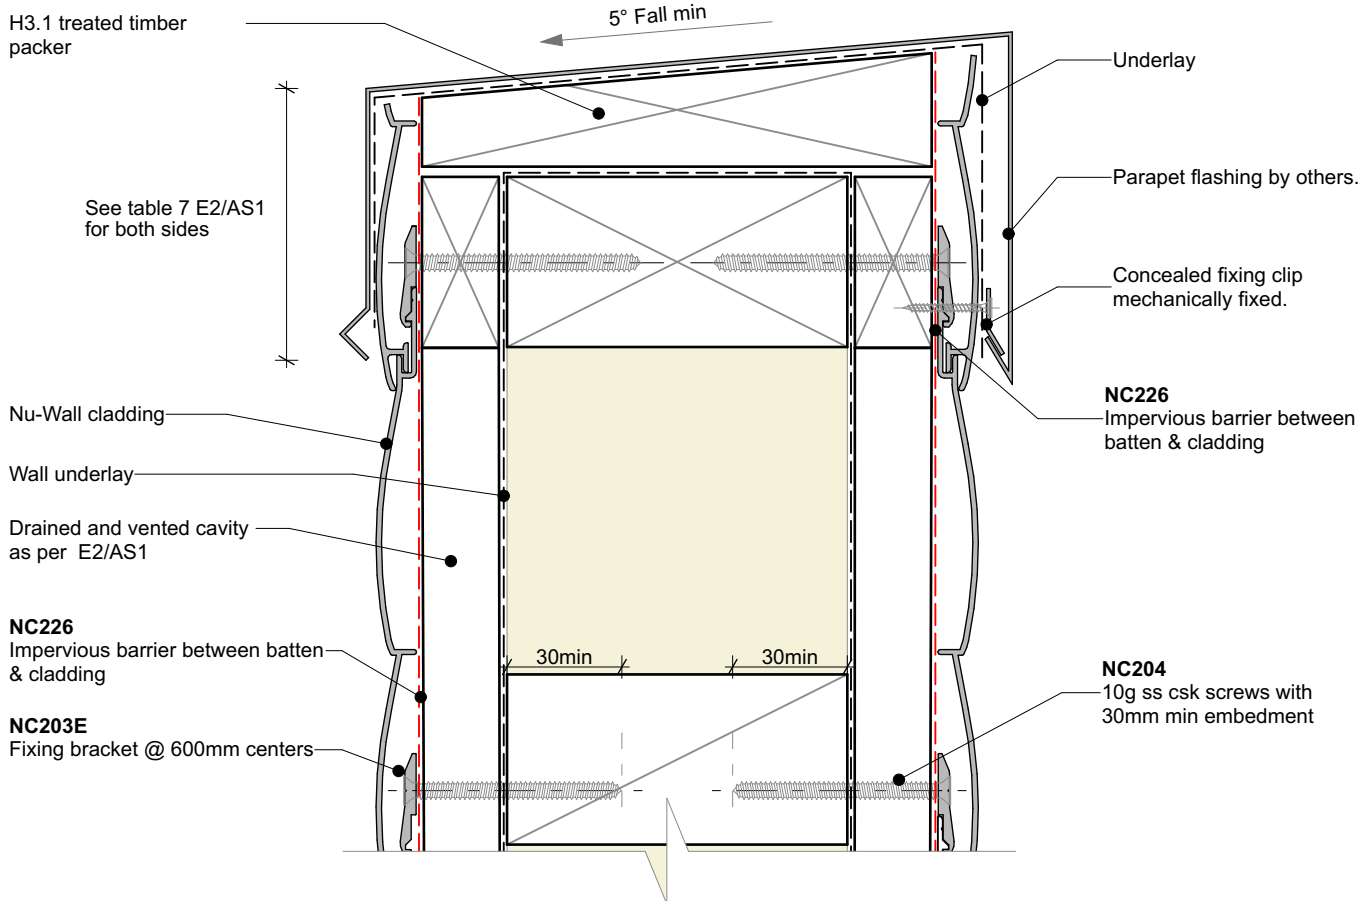 H3.1 treated timber
packer
5° Fall min
Underlay
See table 7 E2/AS1
for both sides
Parapet flashing by others.
Concealed fixing clip
mechanically fixed.
NC226
Impervious barrier between
batten & cladding
Nu-Wall cladding
Wall underlay
Drained and vented cavity
as per E2/AS1
NC226
Impervious barrier between batten
& cladding
30min
30min
NC203E
Fixing bracket @ 600mm centers
NC204
10g ss csk screws with
30mm min embedment